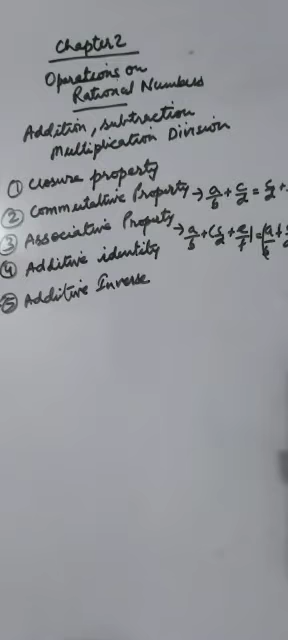 Chapter 2
Operations on
Rational Numbers
Addition, subtraction
Multiplication Division
① Closure property
② Commutative Property → a/b + c/d = c/d +
③ Associative Property → a/b + (c/d + e/f) = (a/b +
④ Additive identity
⑤ Additive Inverse